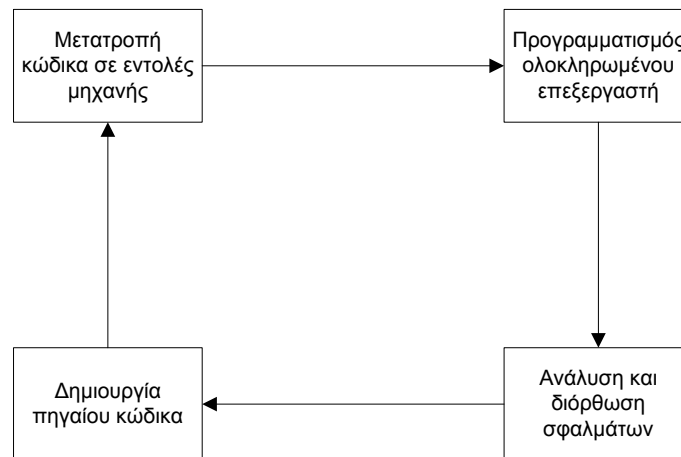 Μετατροπή
κώδικα σε εντολές
μηχανής
Προγραμματισμός
ολοκληρωμένου
επεξεργαστή
Δημιουργία
πηγαίου κώδικα
Ανάλυση και
διόρθωση
σφαλμάτων